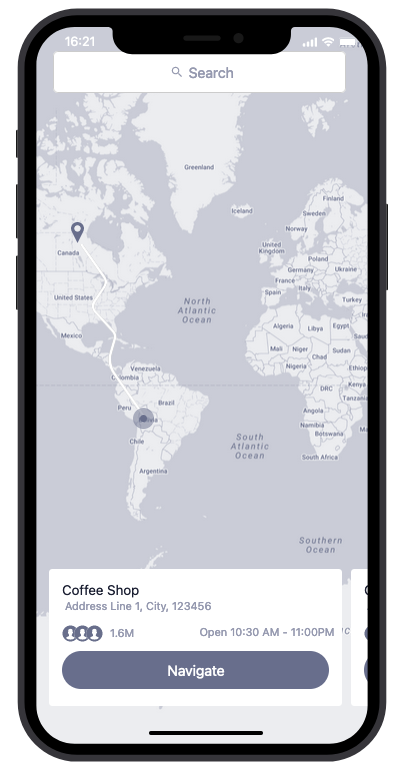 16:21
Search
Greenland
Iceland
Finland
Sweden
Norway
United
Kingdom
Poland
Germany
Ukraine
France
Italy
Spain
Turkey
Canada
United States
North
Atlantic
Ocean
Mexico
Algeria
Libya
Egypt
Mali
Niger
Chad
Sudan
Nigeria
Ethiop
Venezuela
Colombia
DRC
Kenya
Tanzania
Peru
Brazil
Angola
Namibia
Botswana
Chile
South
Atlantic
Ocean
South Africa
Argentina
Southern
Ocean
Coffee Shop
Address Line 1, City, 123456
1.6M
Open 10:30 AM - 11:00PM
Navigate